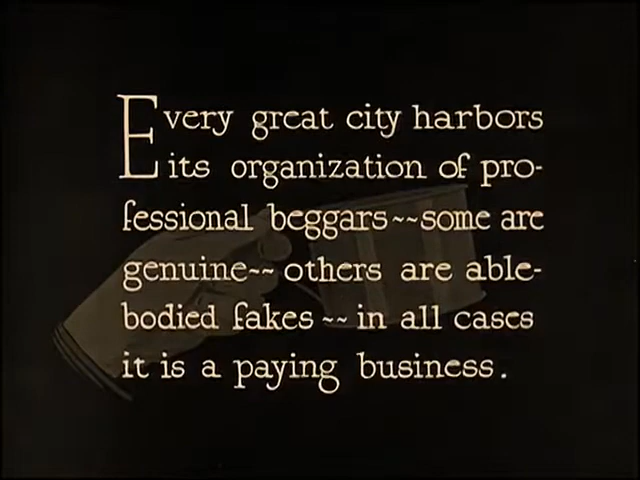 Every great city harbors
its organization of pro-
fessional beggars~~some are
genuine~~ others are able-
bodied fakes ~~ in all cases
it is a paying business.